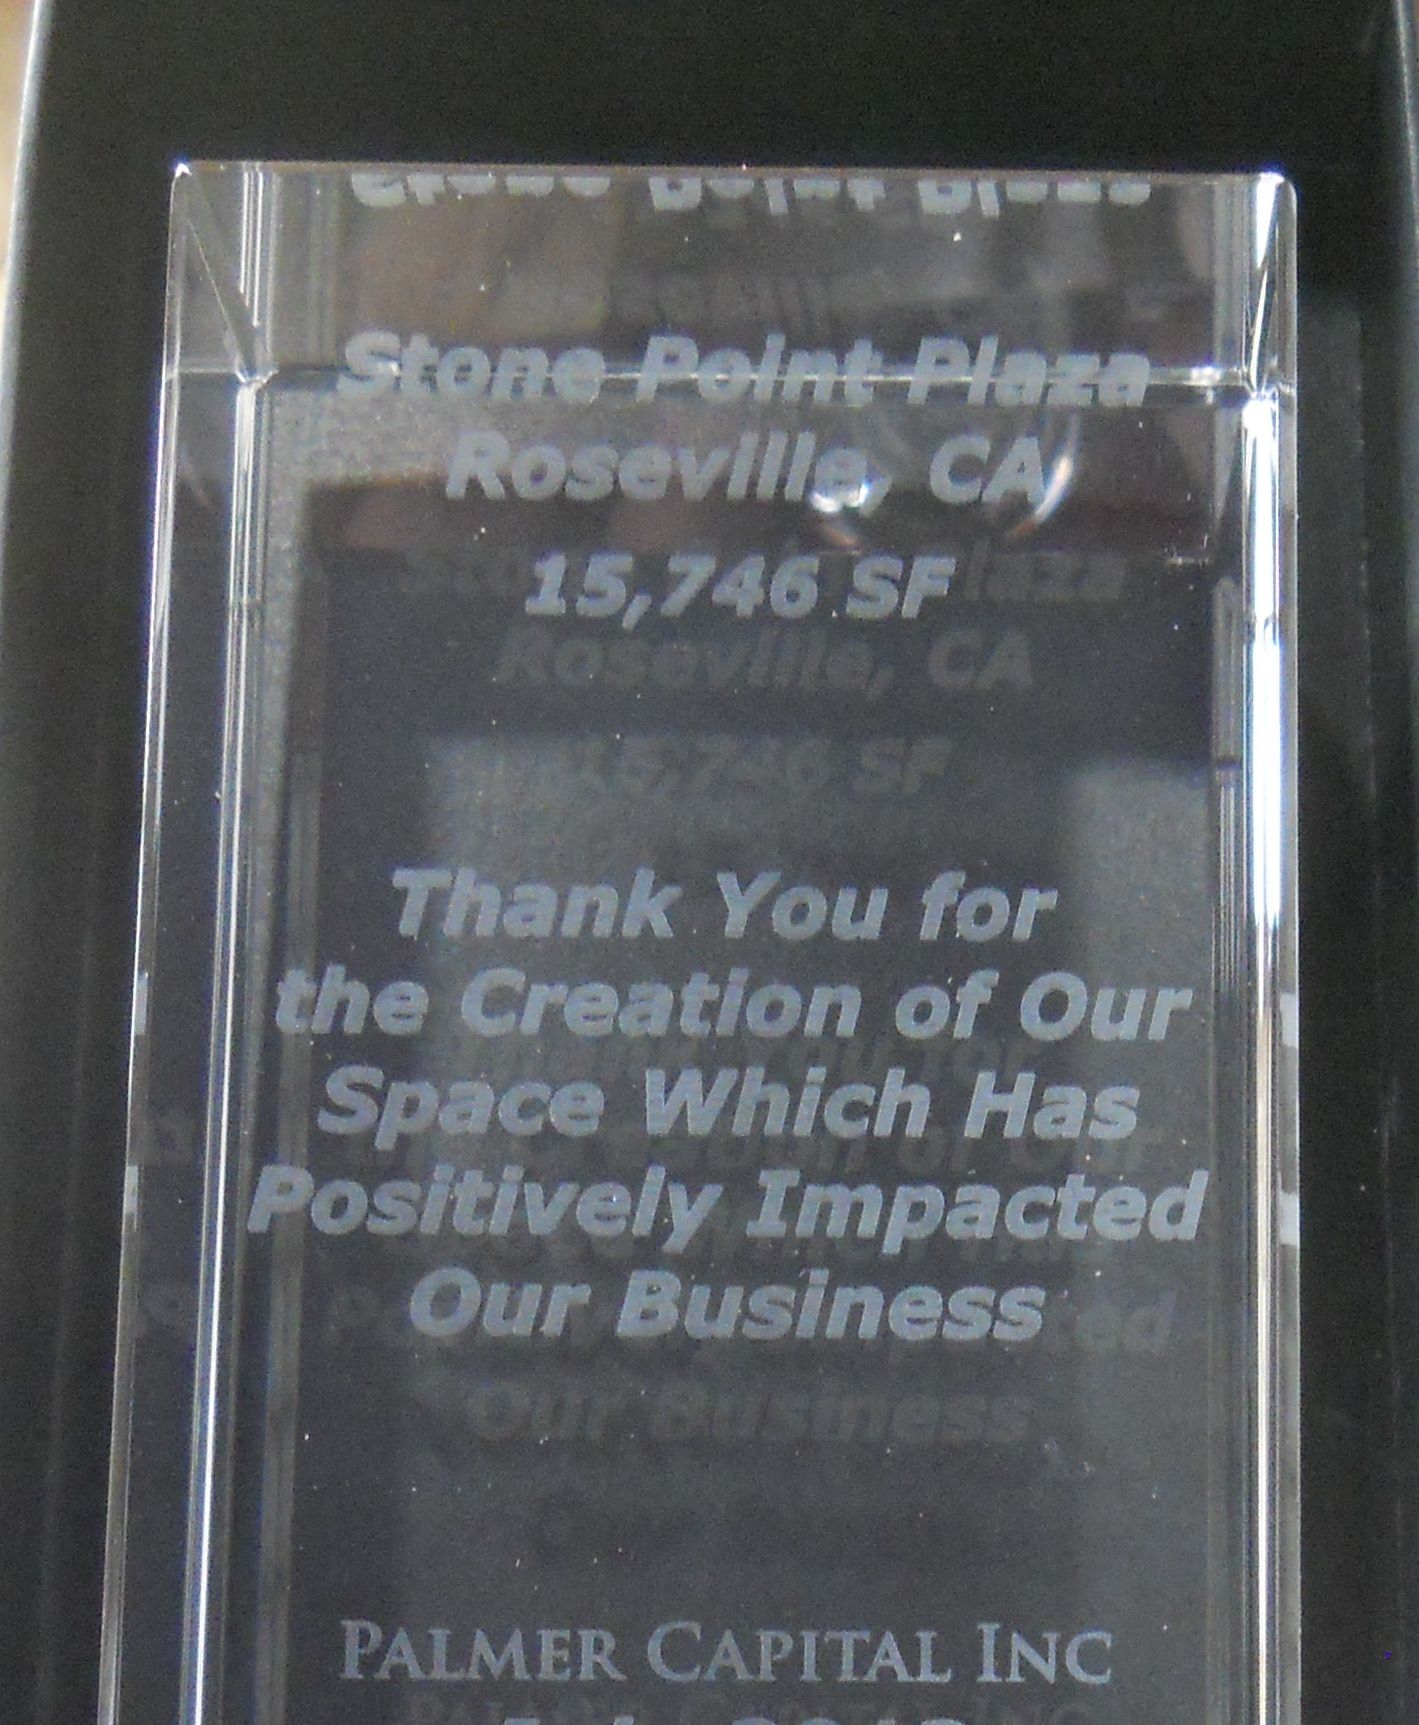 Stone Point Plaza
Roseville, CA
15,746 SF
Thank You for
the Creation of Our
Space Which Has
Positively Impacted
Our Business
PALMER CAPITAL INC